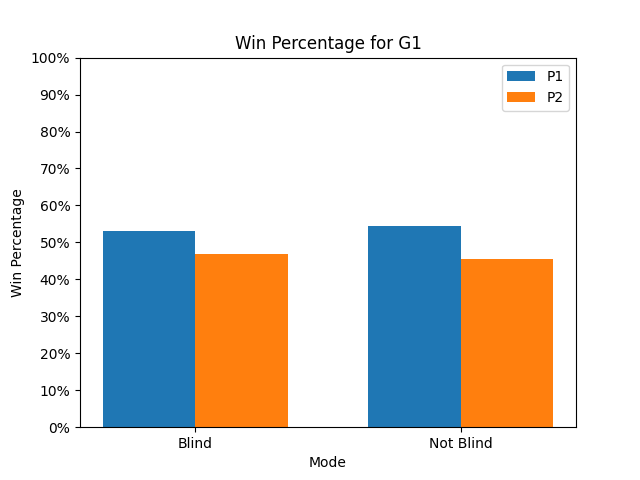 Win Percentage for G1
P1
P2
100%
90%
80%
70%
60%
50%
40%
30%
20%
10%
0%
Win Percentage
Blind
Not Blind
Mode